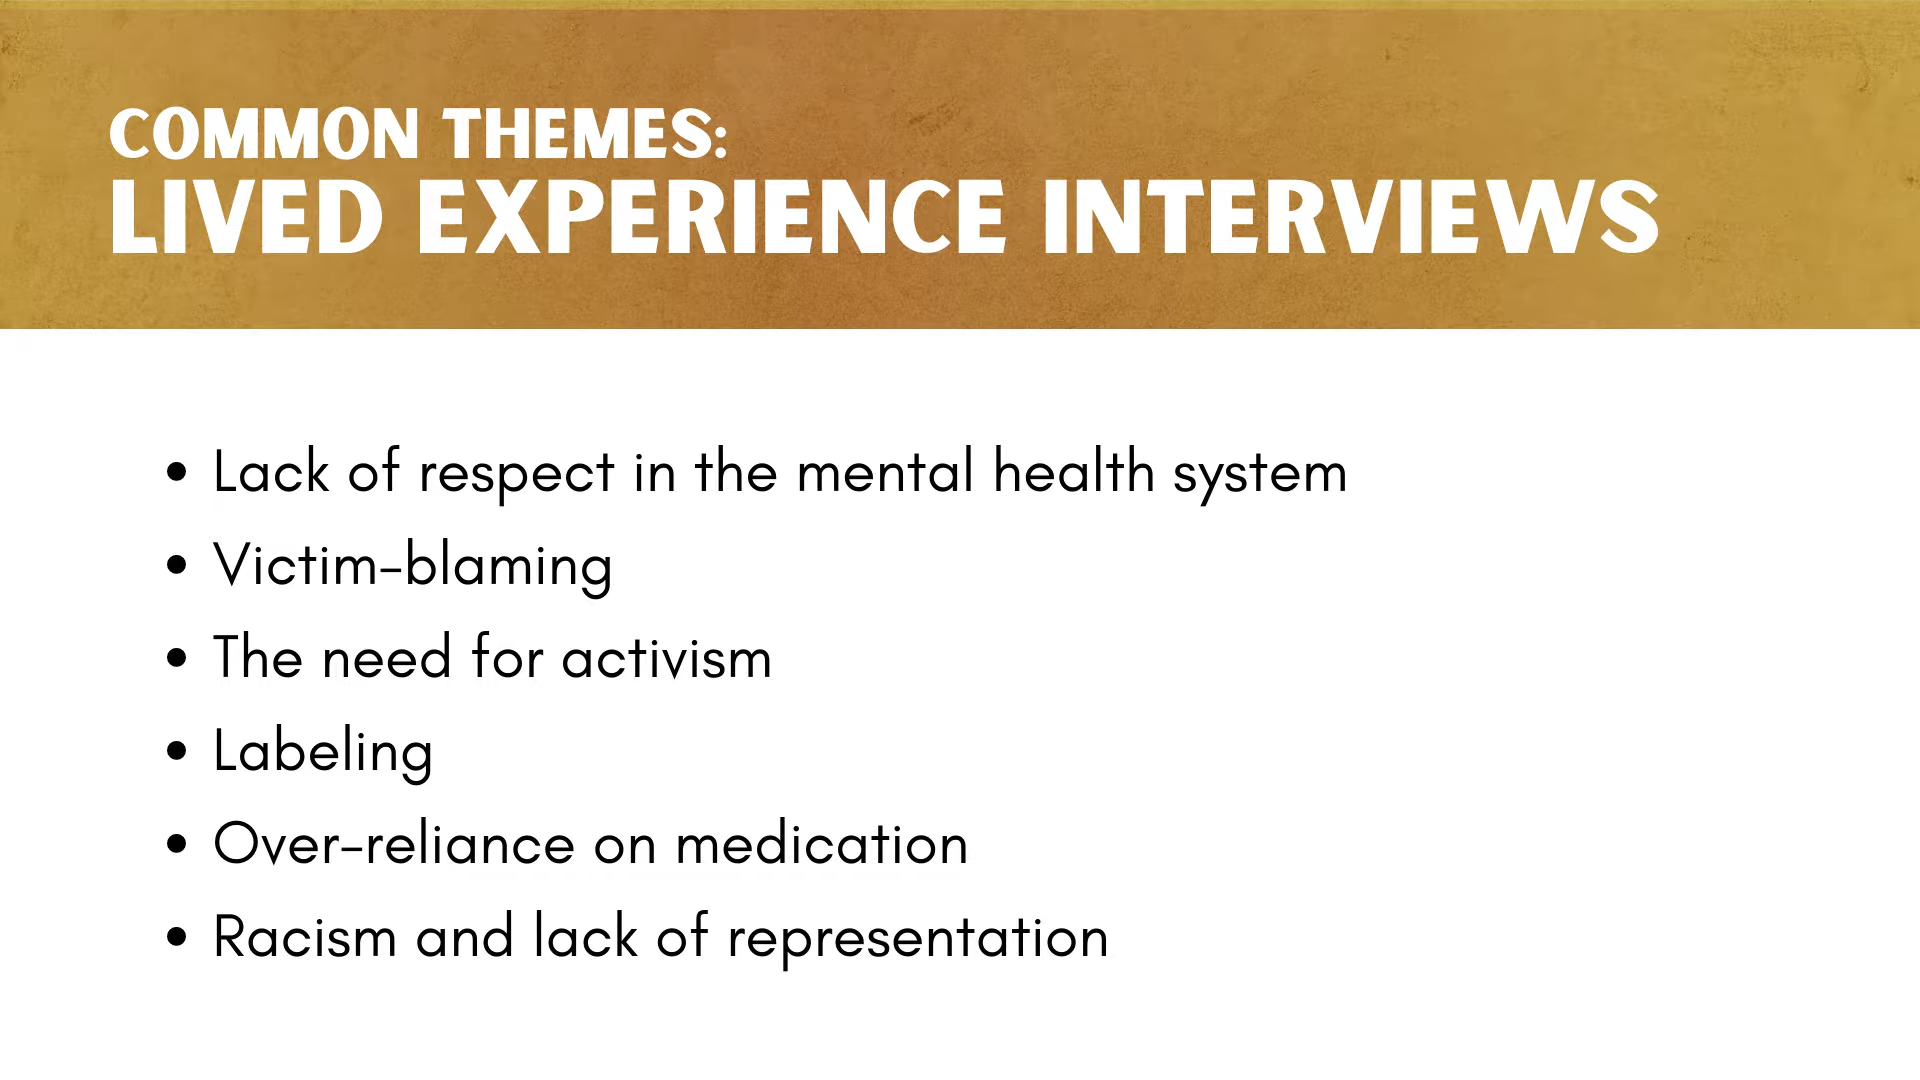 COMMON THEMES:
LIVED EXPERIENCE INTERVIEWS
• Lack of respect in the mental health system
• Victim-blaming
• The need for activism
• Labeling
• Over-reliance on medication
• Racism and lack of representation